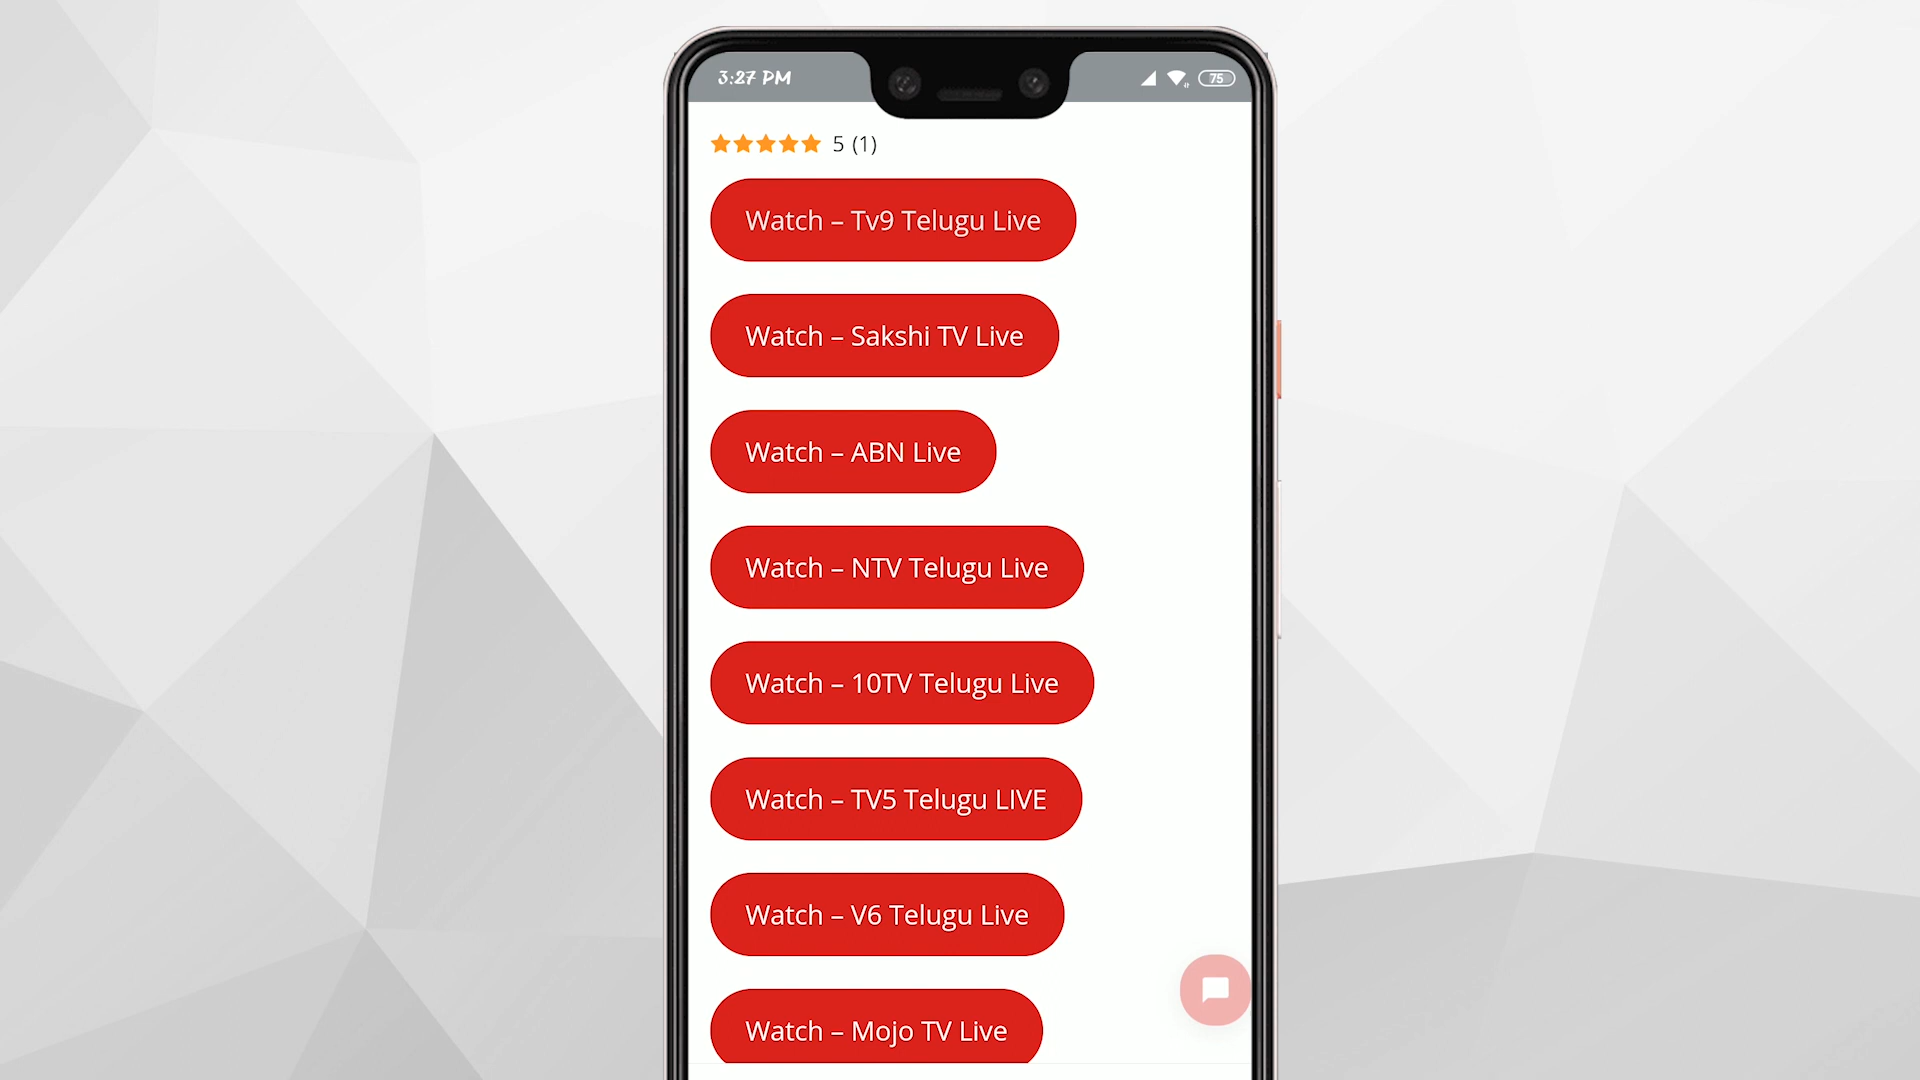 3:27 PM
75
5 (1)
Watch – Tv9 Telugu Live
Watch – Sakshi TV Live
Watch – ABN Live
Watch – NTV Telugu Live
Watch – 10TV Telugu Live
Watch – TV5 Telugu LIVE
Watch – V6 Telugu Live
Watch – Mojo TV Live